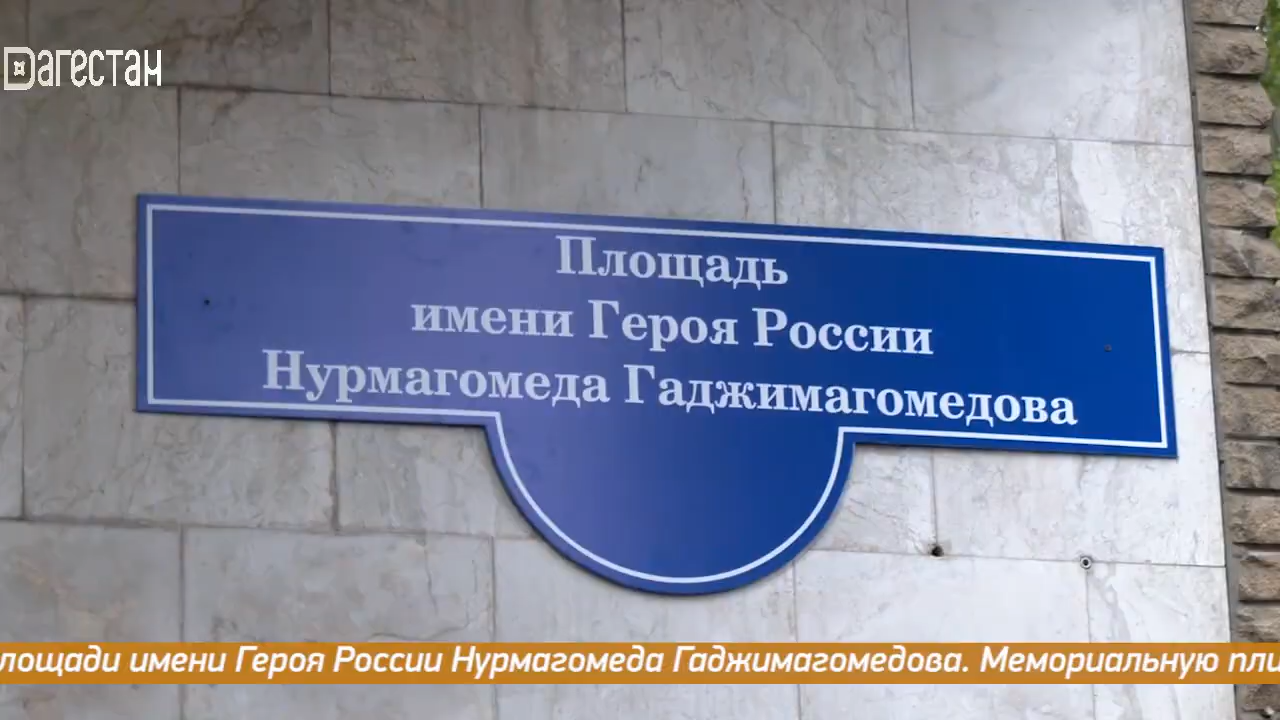 Дагестан
Площадь
имени Героя России
Нурмагомеда Гаджимагомедова
лощади имени Героя России Нурмагомеда Гаджимагомедова. Мемориальную пли